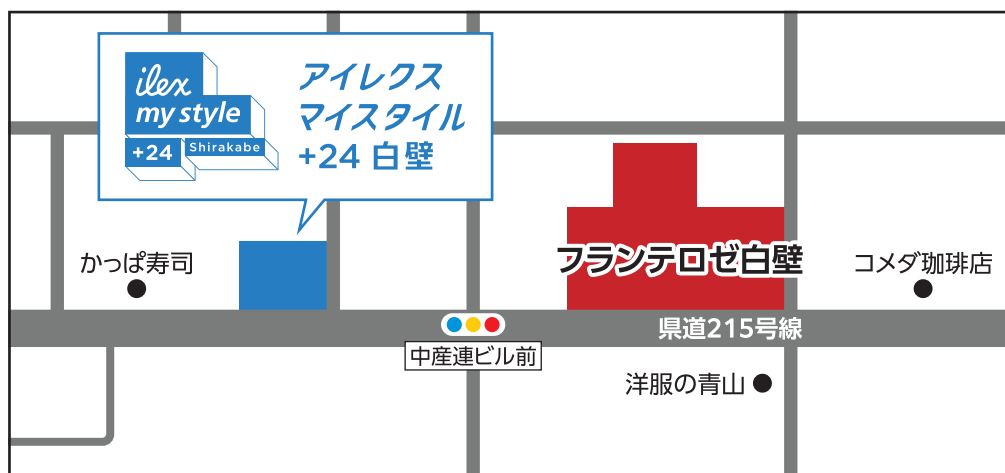 ilex
my style
+24
Shirakabe
アイレクス
マイスタイル
+24 白壁
かっぱ寿司
フランテロゼ白壁
コメダ珈琲店
県道215号線
中産連ビル前
洋服の青山